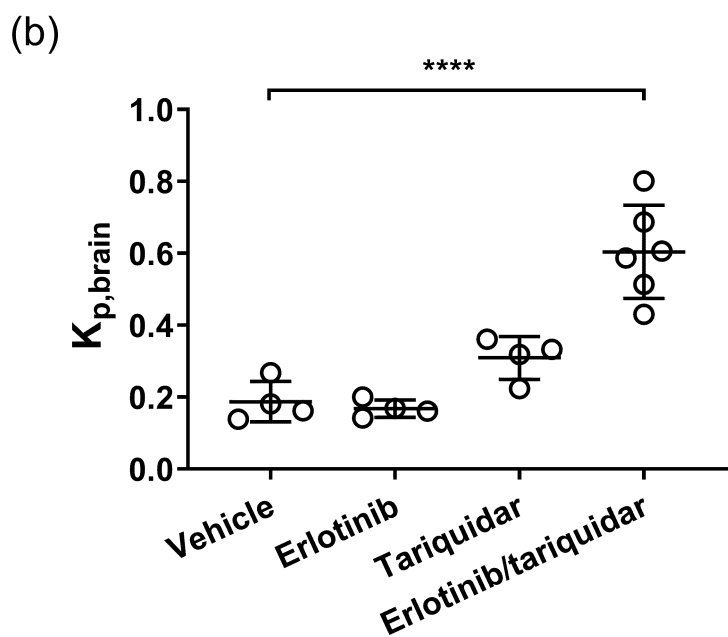 (b)
****
1.0
0.8
0.6
0.4
0.2
0.0
Kp,brain
Vehicle
Erlotinib
Tariquidar
Erlotinib/tariquidar